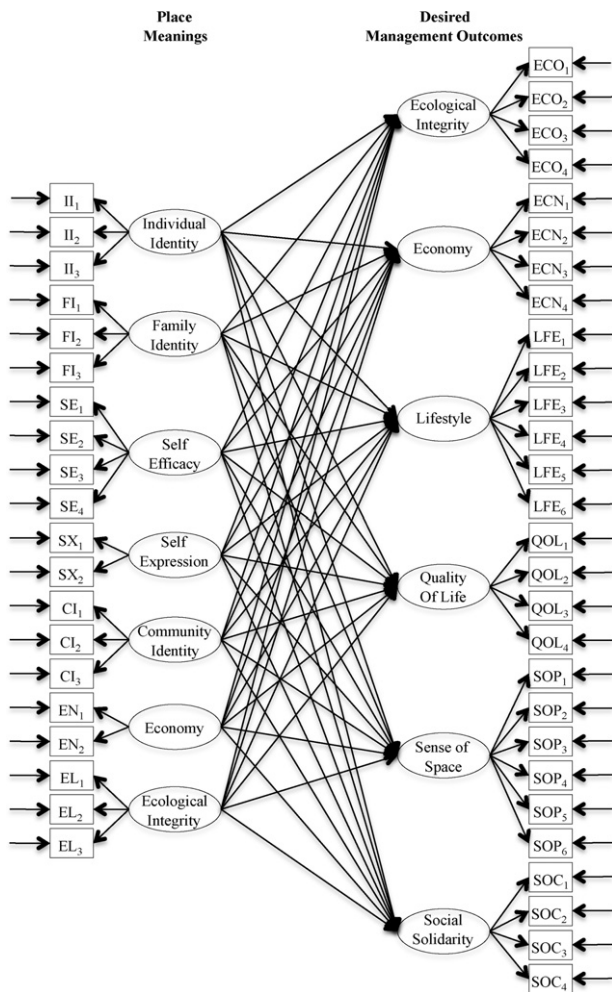 Place
Meanings
Desired
Management Outcomes
II₁
II₂
II₃
FI₁
FI₂
FI₃
SE₁
SE₂
SE₃
SE₄
SX₁
SX₂
CI₁
CI₂
CI₃
EN₁
EN₂
EL₁
EL₂
EL₃
Individual
Identity
Family
Identity
Self
Efficacy
Self
Expression
Community
Identity
Economy
Ecological
Integrity
Ecological
Integrity
Economy
Lifestyle
Quality
Of Life
Sense of
Space
Social
Solidarity
ECO₁
ECO₂
ECO₃
ECO₄
ECN₁
ECN₂
ECN₃
ECN₄
LFE₁
LFE₂
LFE₃
LFE₄
LFE₅
LFE₆
QOL₁
QOL₂
QOL₃
QOL₄
SOP₁
SOP₂
SOP₃
SOP₄
SOP₅
SOP₆
SOC₁
SOC₂
SOC₃
SOC₄